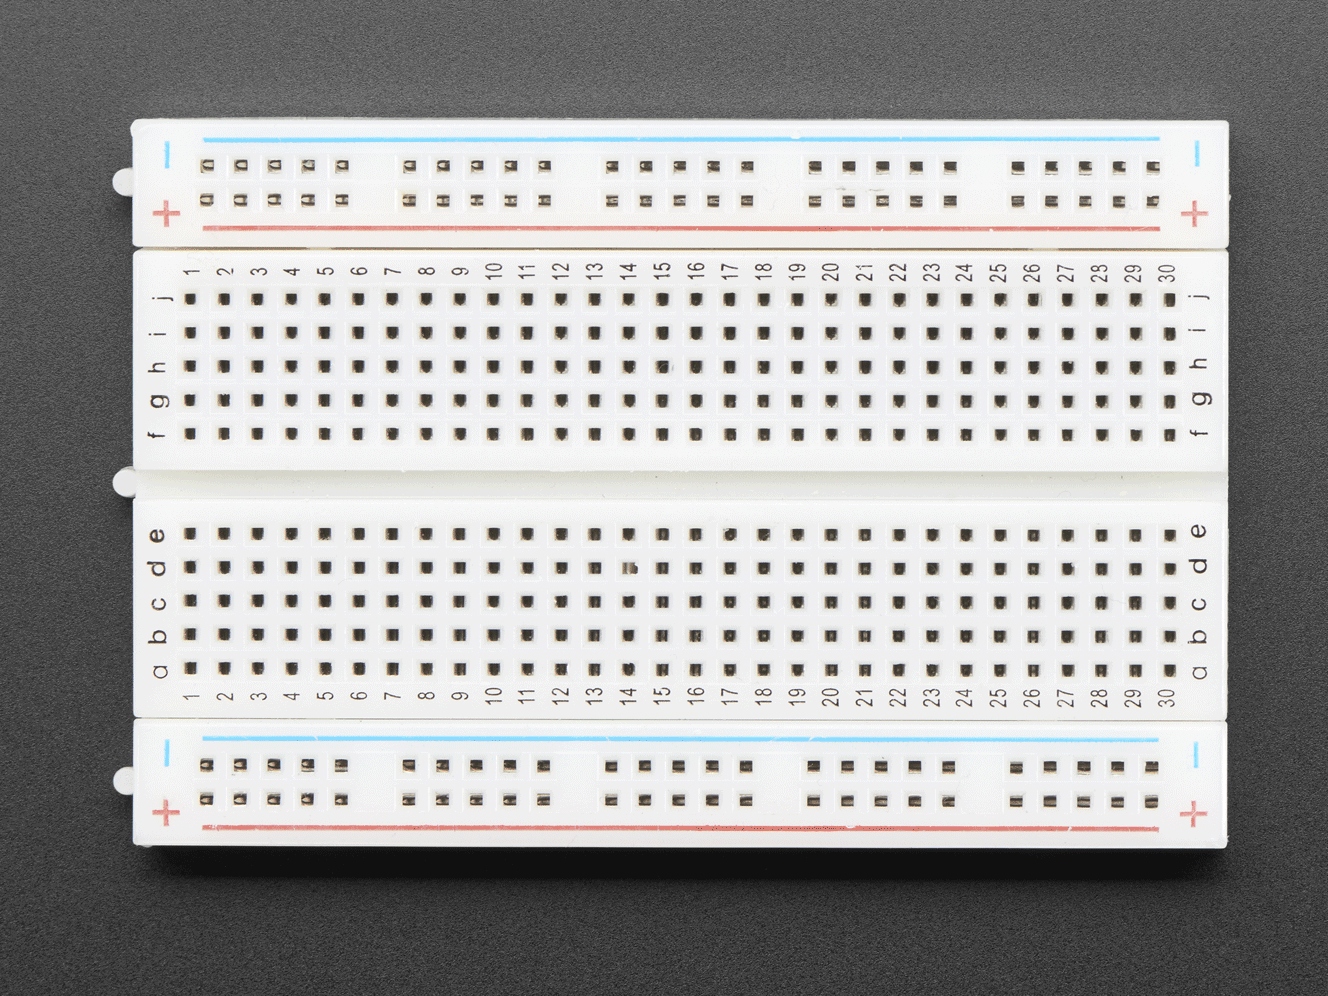 − −
+ +
1 2 3 4 5 6 7 8 9 10 11 12 13 14 15 16 17 18 19 20 21 22 23 24 25 26 27 28 29 30
j j
i i
h h
g g
f f
e e
d d
c c
b b
a a
1 2 3 4 5 6 7 8 9 10 11 12 13 14 15 16 17 18 19 20 21 22 23 24 25 26 27 28 29 30
− −
+ +